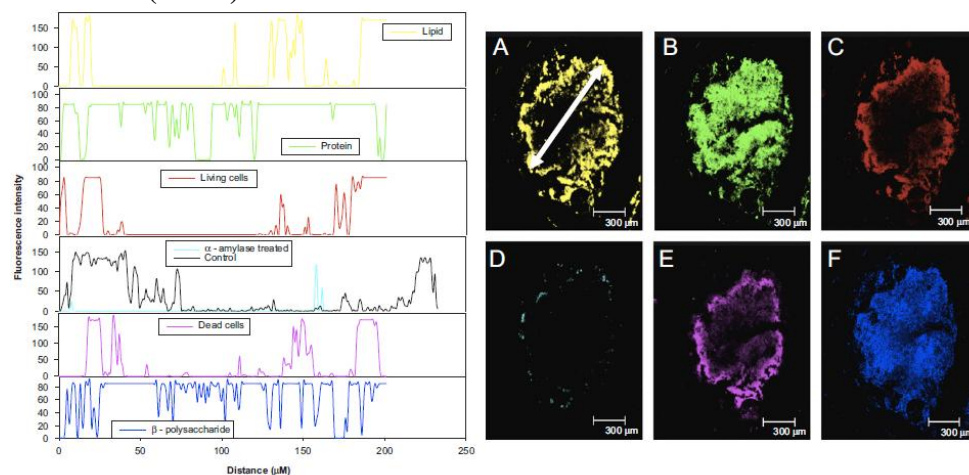 150
100
50
0
Lipid
100
80
60
40
20
0
Protein
100
80
60
40
20
0
Living cells
150
100
50
0
α - amylase treated
Control
150
100
50
0
Dead cells
80
60
40
20
0
β - polysaccharide
0 50 100 150 200 250
Distance (µM)
Fluorescence intensity
A
300 µm
B
300 µm
C
300 µm
D
300 µm
E
300 µm
F
300 µm